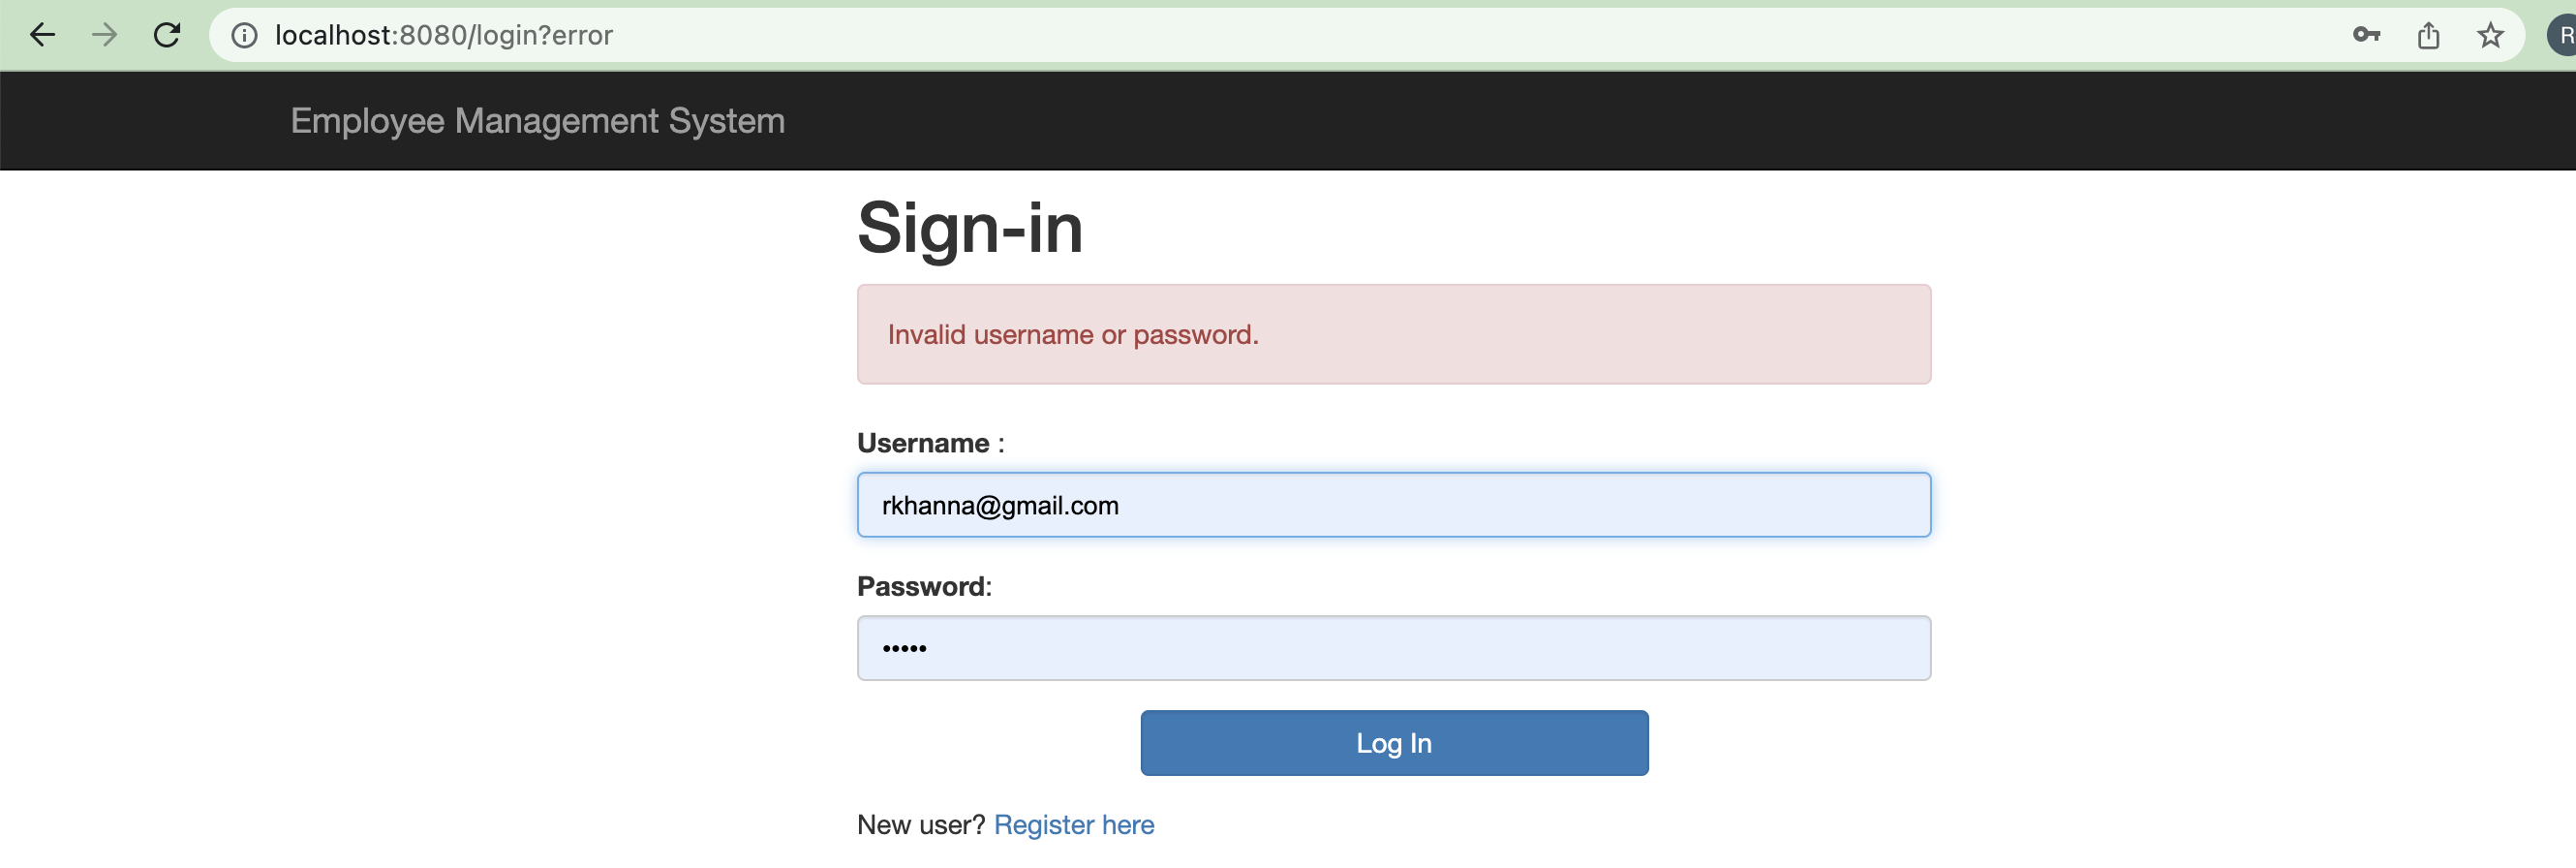 localhost:8080/login?error
R
Employee Management System
Sign-in
Invalid username or password.
Username :
rkhanna@gmail.com
Password:
•••••
Log In
New user? Register here